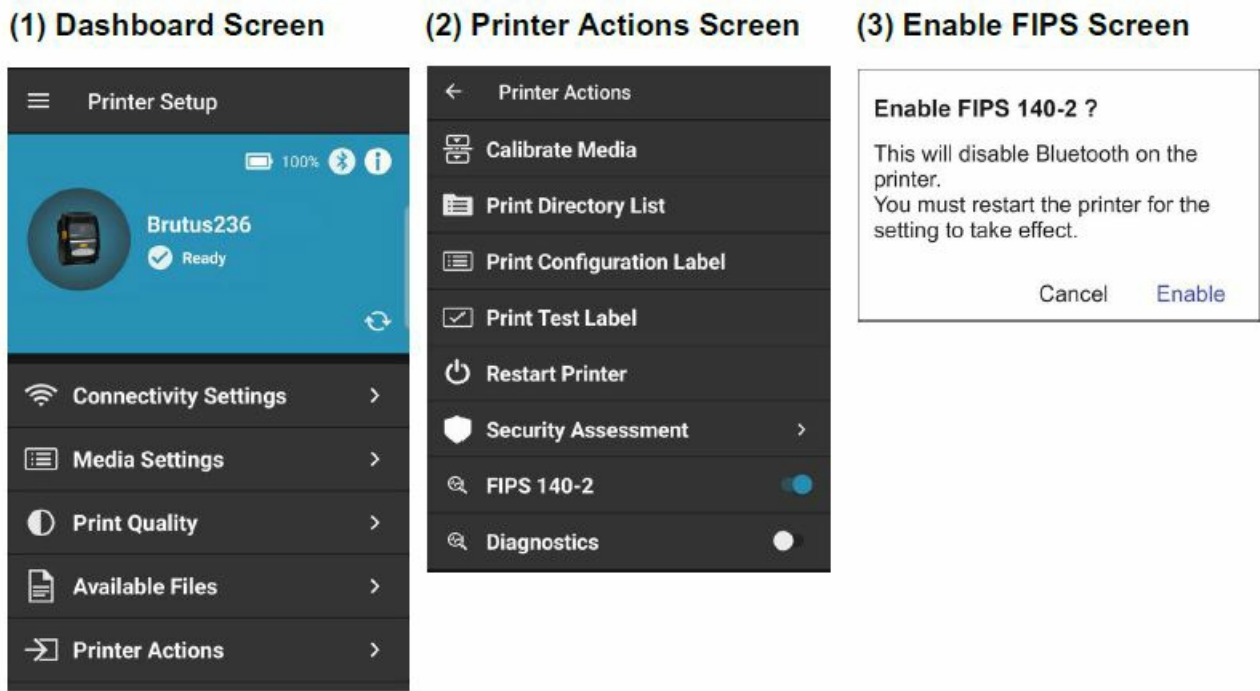 (1) Dashboard Screen
Printer Setup
100%
Brutus236
Ready
Connectivity Settings
Media Settings
Print Quality
Available Files
Printer Actions
(2) Printer Actions Screen
Printer Actions
Calibrate Media
Print Directory List
Print Configuration Label
Print Test Label
Restart Printer
Security Assessment
FIPS 140-2
Diagnostics
(3) Enable FIPS Screen
Enable FIPS 140-2 ?
This will disable Bluetooth on the
printer.
You must restart the printer for the
setting to take effect.
Cancel Enable